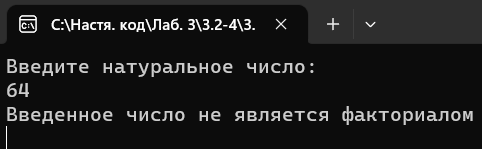 C:\Настя. код\Лаб. 3\3.2-4\3.
Введите натуральное число:
64
Введенное число не является факториалом